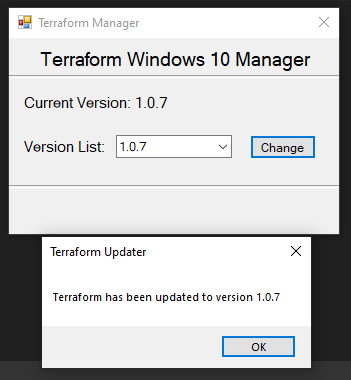 Terraform Manager
Terraform Windows 10 Manager
Current Version: 1.0.7
Version List: 1.0.7 Change
Terraform Updater
Terraform has been updated to version 1.0.7
OK